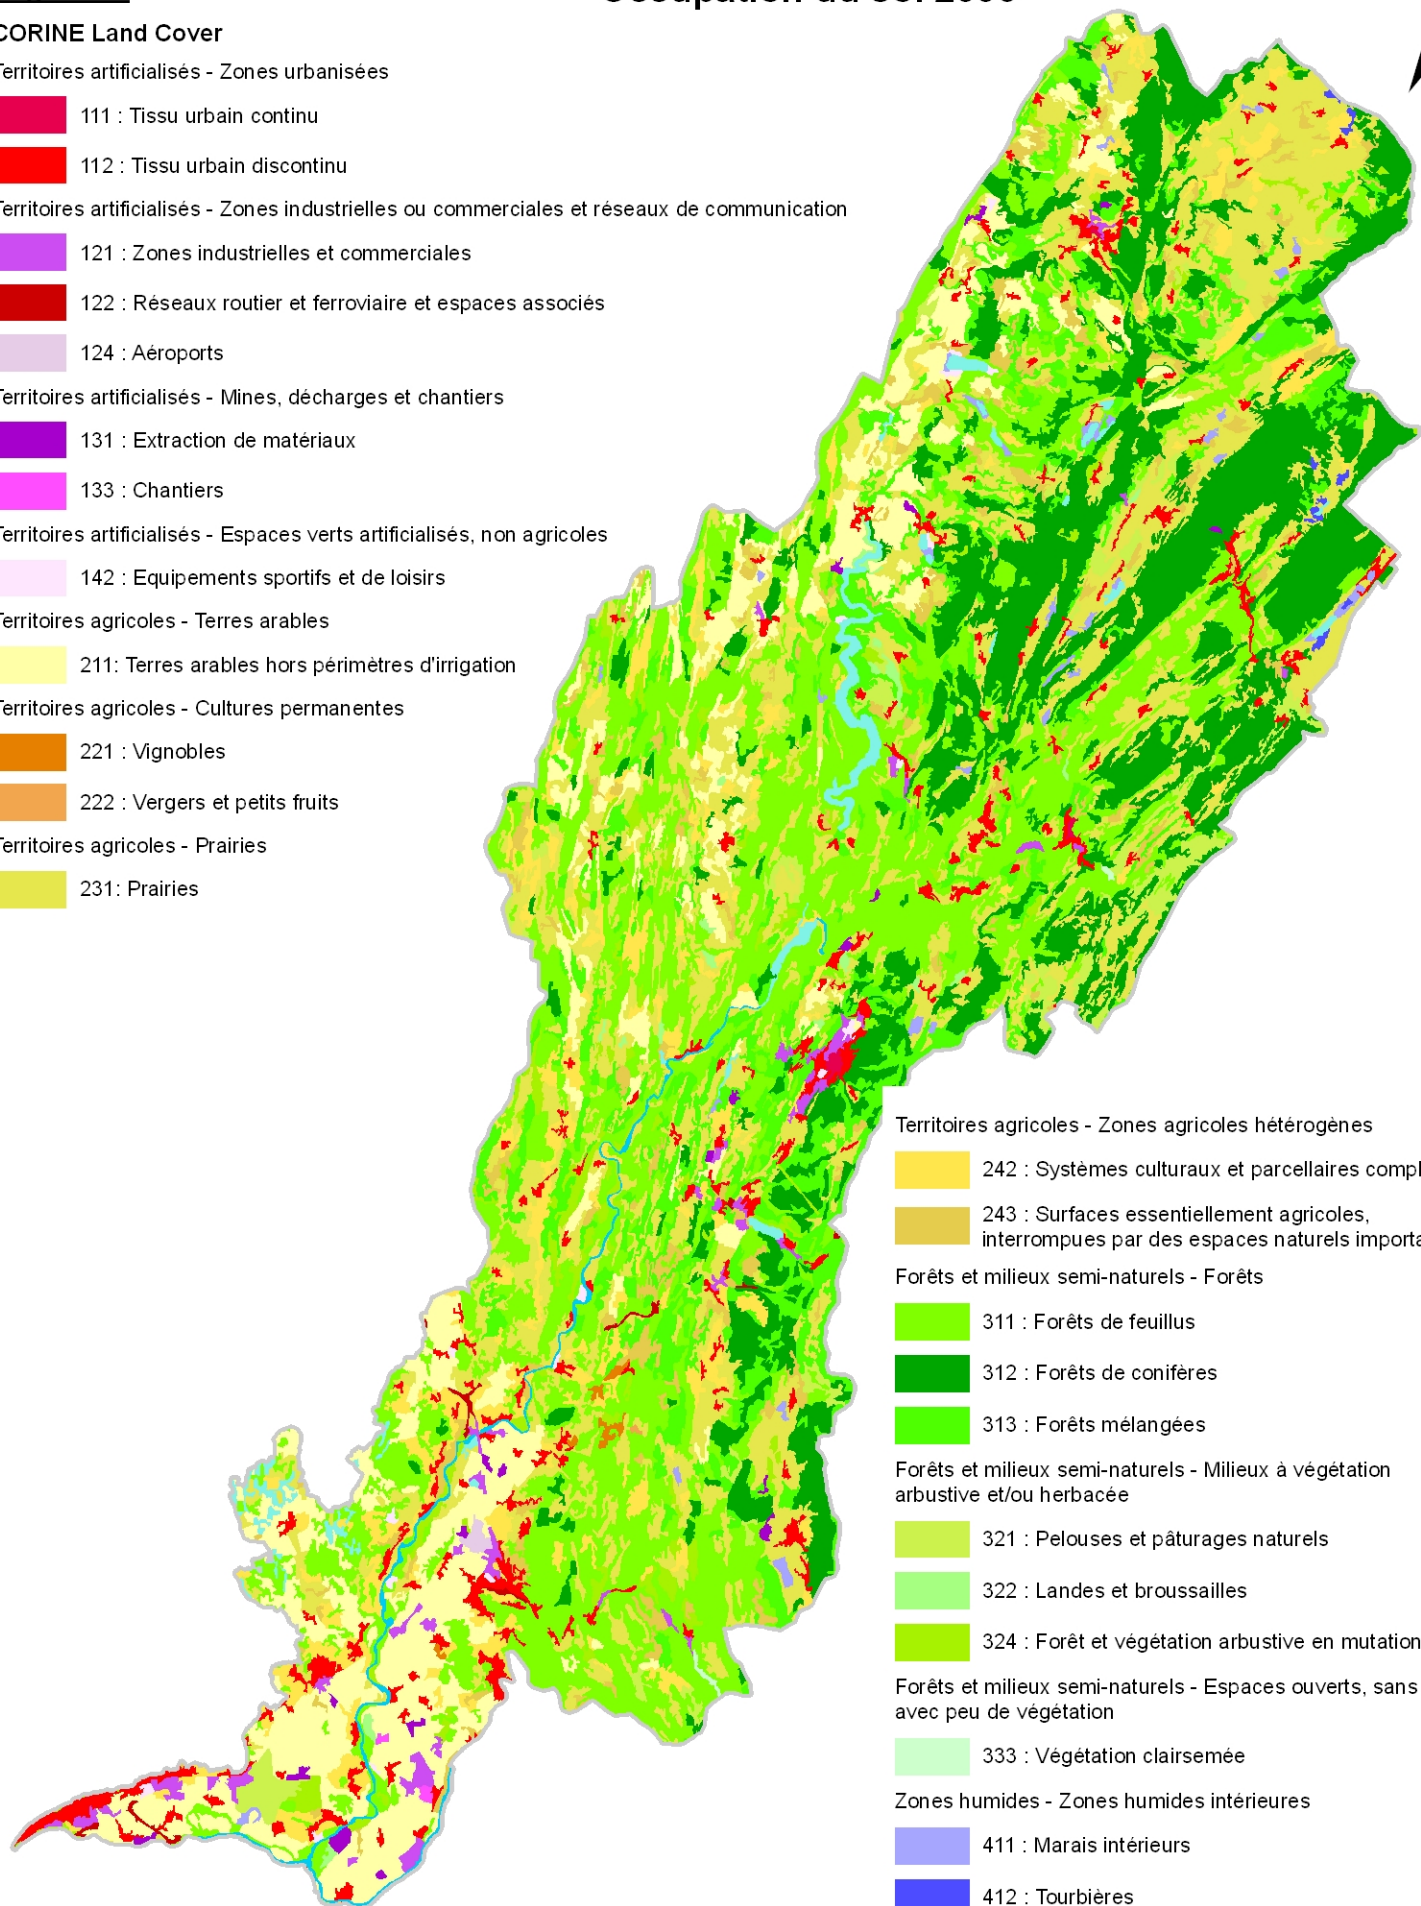 CORINE Land Cover
Territoires artificialisés - Zones urbanisées
111 : Tissu urbain continu
112 : Tissu urbain discontinu
Territoires artificialisés - Zones industrielles ou commerciales et réseaux de communication
121 : Zones industrielles et commerciales
122 : Réseaux routier et ferroviaire et espaces associés
124 : Aéroports
Territoires artificialisés - Mines, décharges et chantiers
131 : Extraction de matériaux
133 : Chantiers
Territoires artificialisés - Espaces verts artificialisés, non agricoles
142 : Equipements sportifs et de loisirs
Territoires agricoles - Terres arables
211: Terres arables hors périmètres d'irrigation
Territoires agricoles - Cultures permanentes
221 : Vignobles
222 : Vergers et petits fruits
Territoires agricoles - Prairies
231: Prairies
Territoires agricoles - Zones agricoles hétérogènes
242 : Systèmes culturaux et parcellaires compl
243 : Surfaces essentiellement agricoles,
interrompues par des espaces naturels importa
Forêts et milieux semi-naturels - Forêts
311 : Forêts de feuillus
312 : Forêts de conifères
313 : Forêts mélangées
Forêts et milieux semi-naturels - Milieux à végétation
arbustive et/ou herbacée
321 : Pelouses et pâturages naturels
322 : Landes et broussailles
324 : Forêt et végétation arbustive en mutation
Forêts et milieux semi-naturels - Espaces ouverts, sans
avec peu de végétation
333 : Végétation clairsemée
Zones humides - Zones humides intérieures
411 : Marais intérieurs
412 : Tourbières